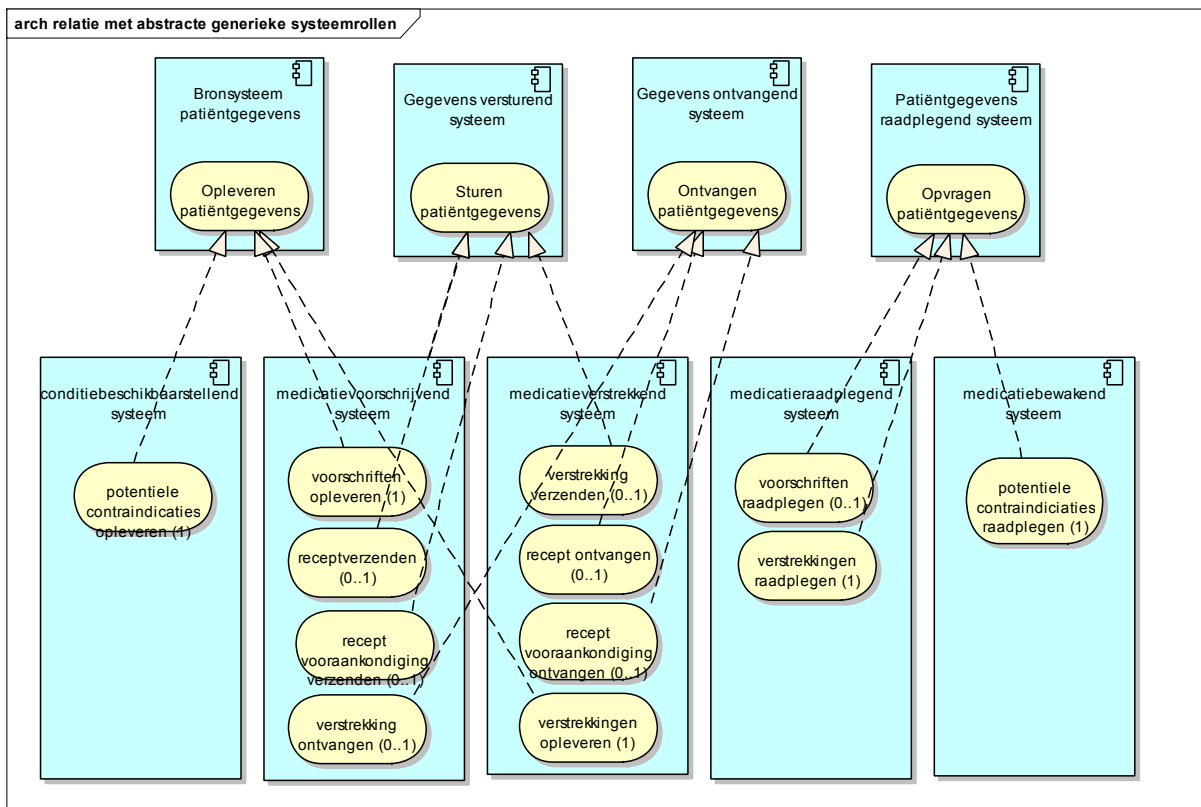 arch relatie met abstracte generieke systeemrollen
Bronsysteem
patiëntgegevens
Opleveren
patiëntgegevens
Gegevens versturend
systeem
Sturen
patiëntgegevens
Gegevens ontvangend
systeem
Ontvangen
patiëntgegevens
Patiëntgegevens
raadplegend systeem
Opvragen
patiëntgegevens
conditiebeschikbaarstellend
systeem
potentiele
contraindicaties
opleveren (1)
medicatievoorschrijvend
systeem
voorschriften
opleveren (1)
receptverzenden
(0..1)
recept
vooraankondiging
verzenden (0..1)
verstrekking
ontvangen (0..1)
medicatieverstrekkend
systeem
verstrekking
verzenden (0..1)
recept ontvangen
(0..1)
recept
vooraankondiging
ontvangen (0..1)
verstrekkingen
opleveren (1)
medicatieraadplegend
systeem
voorschriften
raadplegen (0..1)
verstrekkingen
raadplegen (1)
medicatiebewakend
systeem
potentiele
contraindiciaties
raadplegen (1)